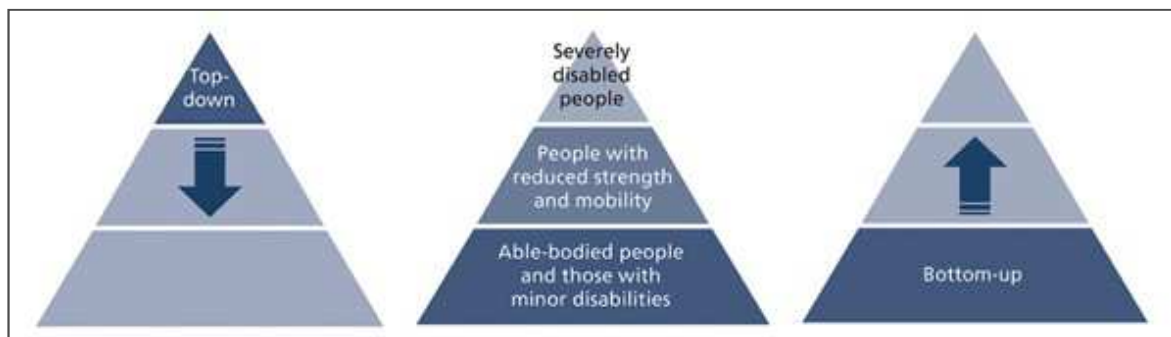 Top-
down
Severely
disabled
people
People with
reduced strength
and mobility
Able-bodied people
and those with
minor disabilities
Bottom-up